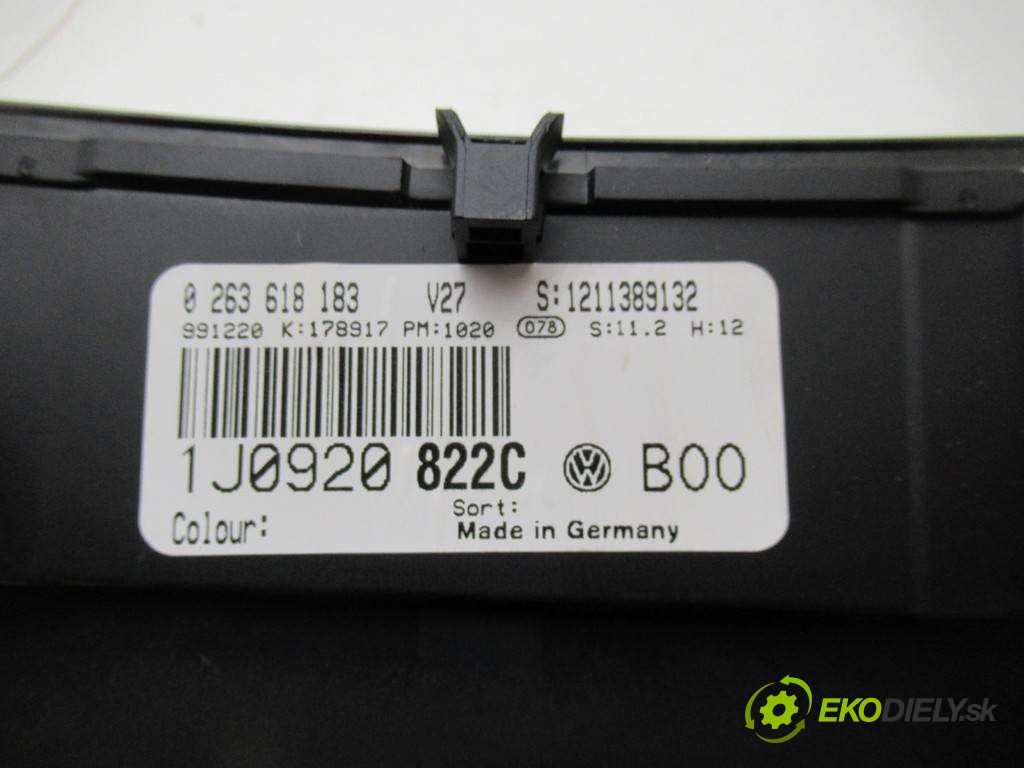 0 263 618 183 V27 S:1211389132
991220 K:178917 PM:1020 078 S:11.2 H:12
1J0920 822C VW B00
Sort:
Colour: Made in Germany
EKODIELY.sk